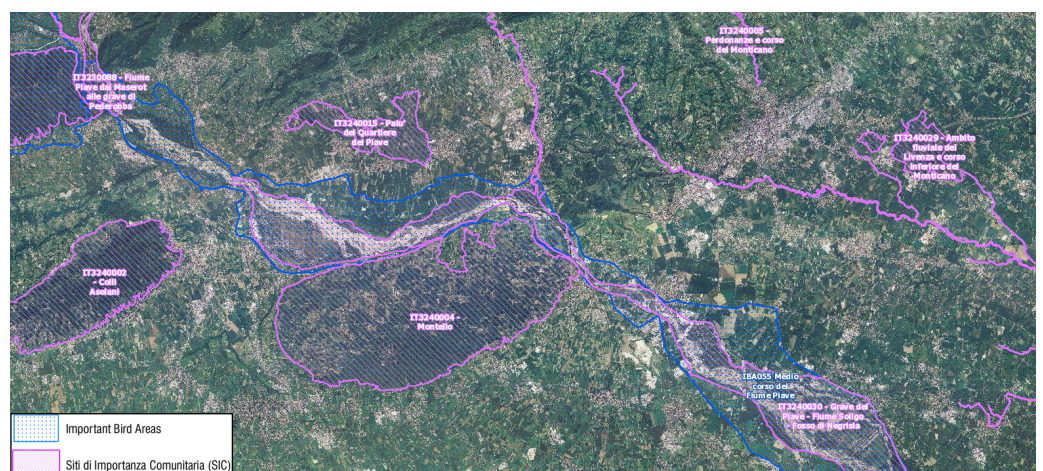 IT3240005 -
Perdonanze e corso
del Monticano
IT3230088 - Fiume
Piave dai Maserot
alle grave di
Pederobba
IT3240015 - Palu'
del Quartiere
del Piave
IT3240029 - Ambito
fluviale del
Livenza e corso
inferiore del
Monticano
IT3240002
- Colli
Asolani
IT3240004 -
Montello
IBA055 Medio
corso del
Fiume Piave
IT3240030 - Grave del
Piave - Fiume Soligo
- Fosso di Negrisia
Important Bird Areas
Siti di Importanza Comunitaria (SIC)